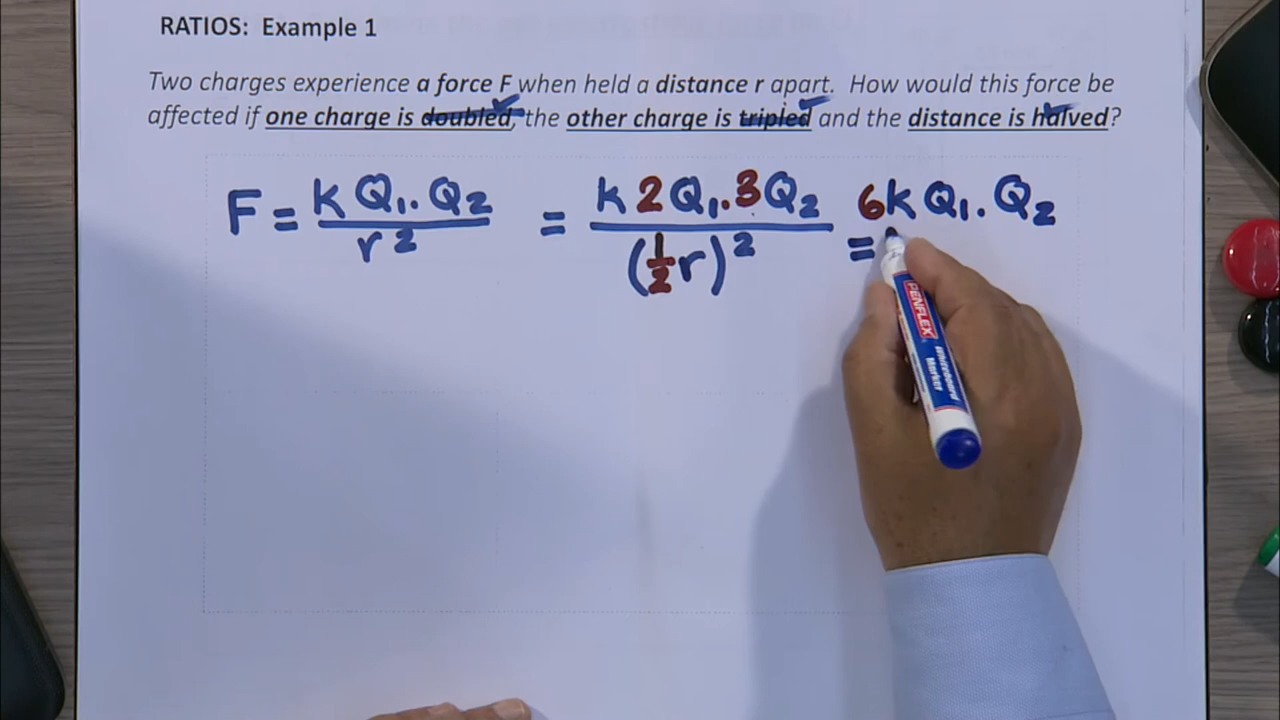 RATIOS: Example 1
Two charges experience a force F when held a distance r apart. How would this force be
affected if one charge is doubled, the other charge is tripled and the distance is halved?
F = kQ₁.Q₂/r² = k2Q₁.3Q₂/(½r)² = 6kQ₁.Q₂
PENFLEX
Whiteboard
Marker